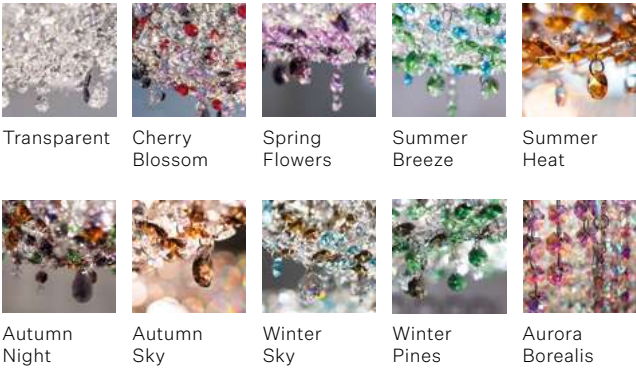 Transparent
Cherry
Blossom
Spring
Flowers
Summer
Breeze
Summer
Heat
Autumn
Night
Autumn
Sky
Winter
Sky
Winter
Pines
Aurora
Borealis